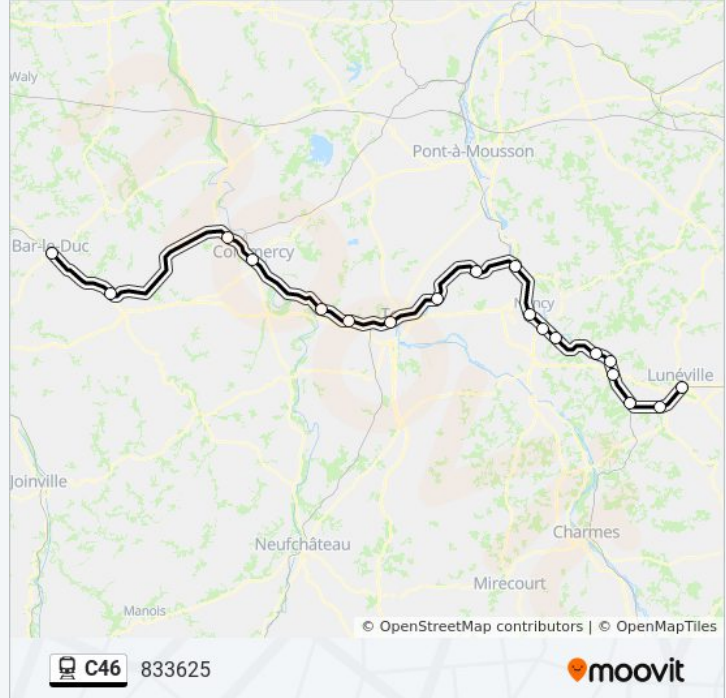 Waly
Pont-à-Mousson
Bar-le-Duc
Commercy
Nancy
Lunéville
Joinville
Charmes
Neufchâteau
Mirecourt
Manois
© OpenStreetMap contributors | © OpenMapTiles
C46 833625 moovit